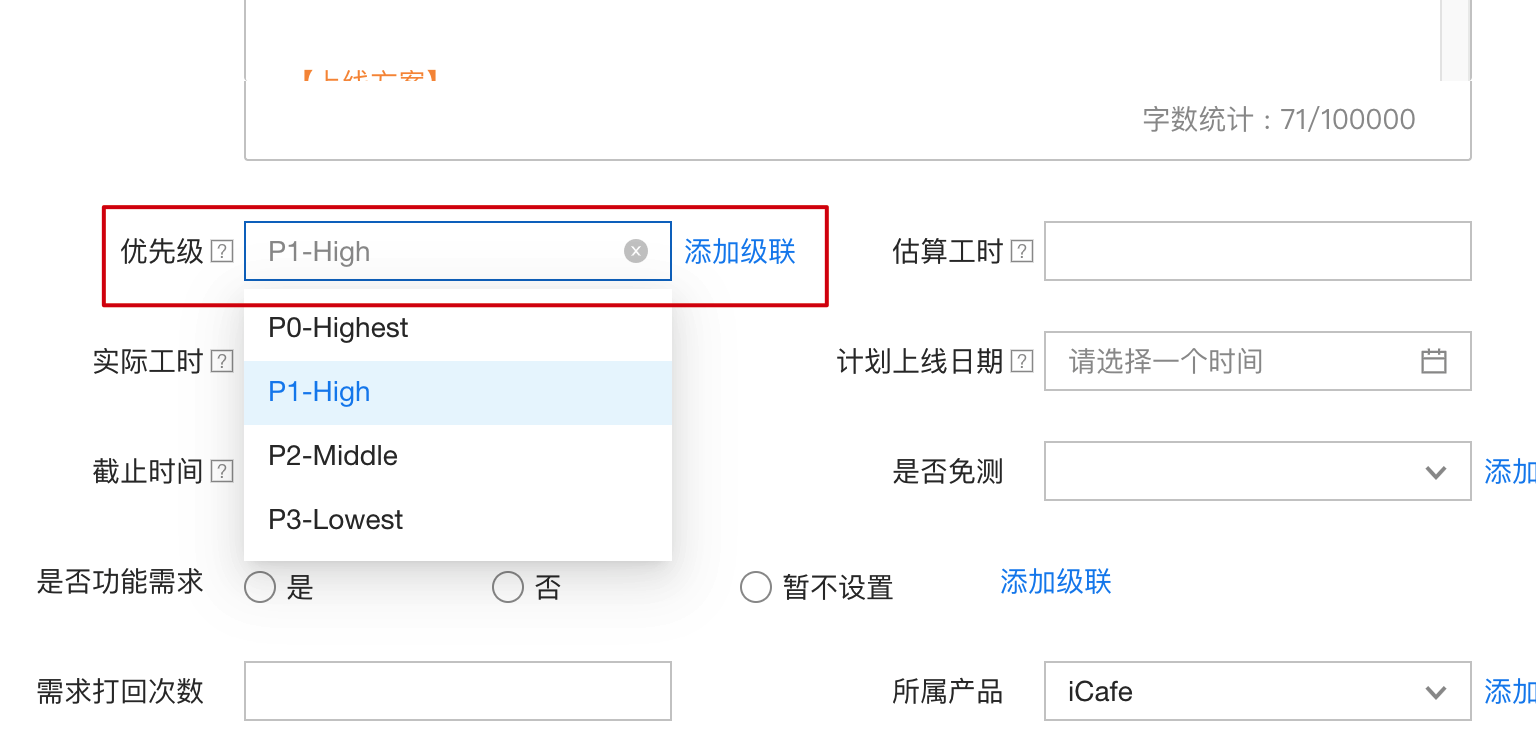 【上线方案】
字数统计：71/100000
优先级 ? P1-High 添加级联 估算工时 ?
P0-Highest
实际工时 ? P1-High 计划上线日期 ? 请选择一个时间
P2-Middle
截止时间 ? 是否免测 添加
P3-Lowest
是否功能需求 是 否 暂不设置 添加级联
需求打回次数 所属产品 iCafe 添加